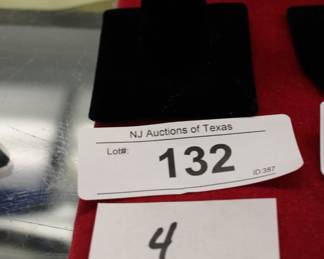 NJ Auctions of Texas
Lot#:
132
ID:387
4